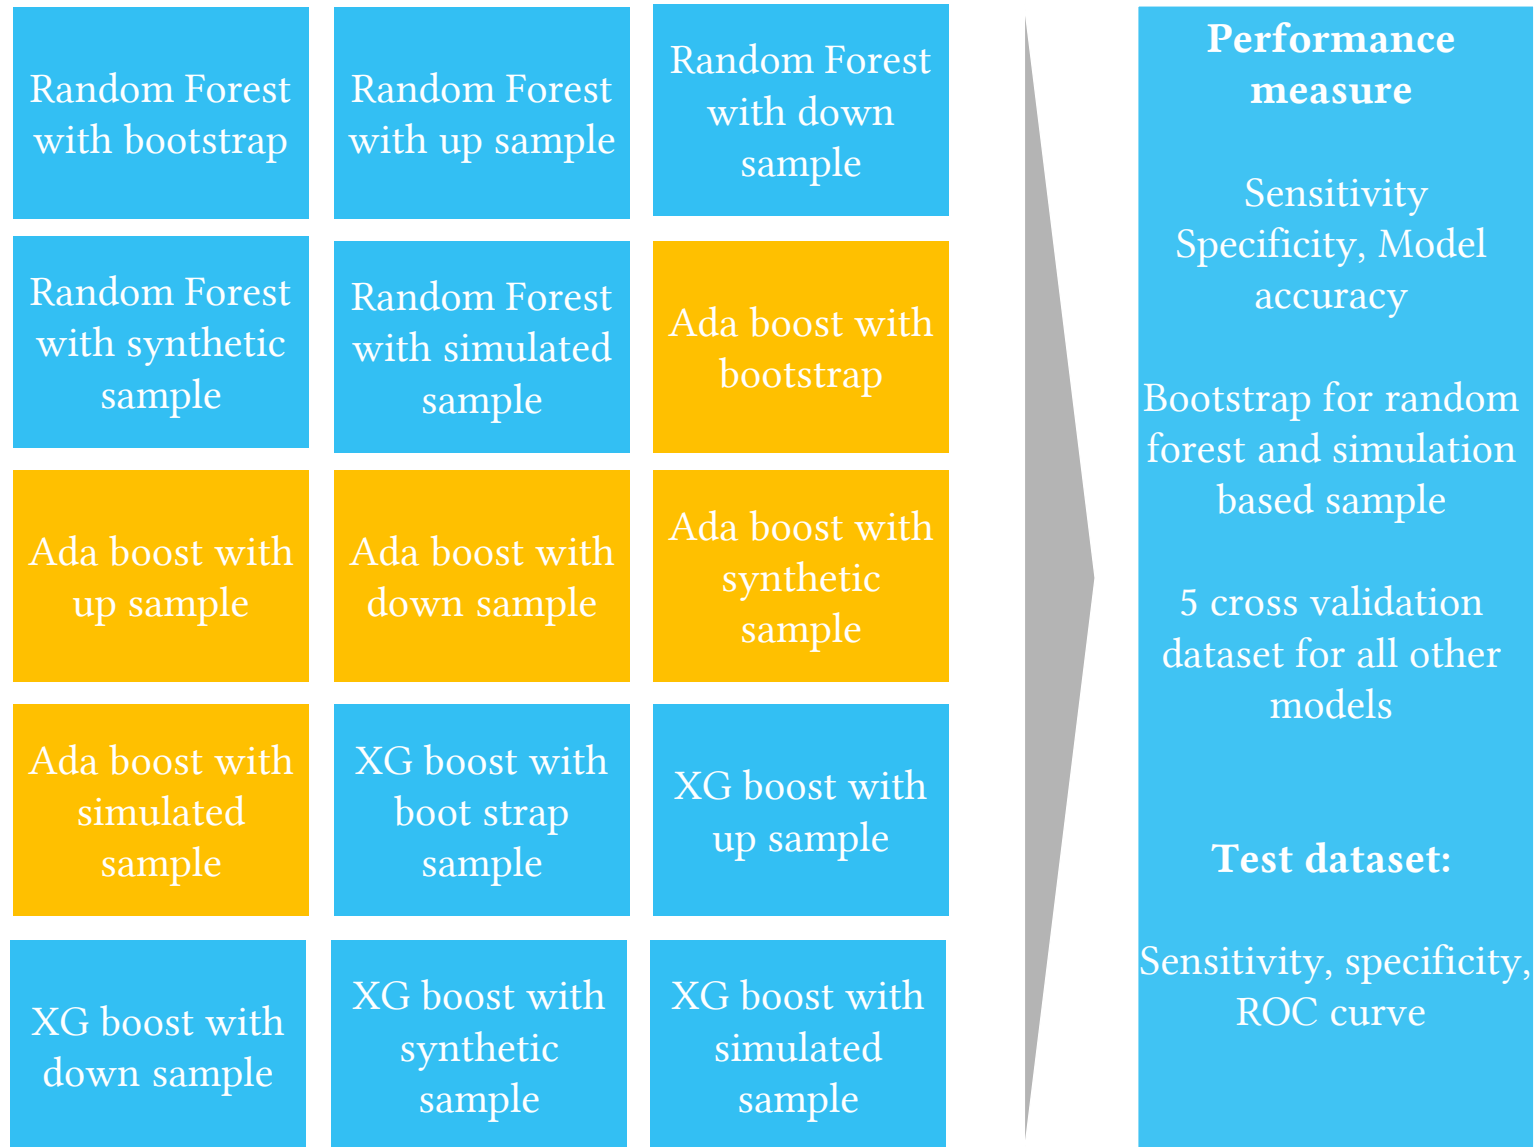 Random Forest
with bootstrap
Random Forest
with up sample
Random Forest
with down
sample
Random Forest
with synthetic
sample
Random Forest
with simulated
sample
Ada boost with
bootstrap
Ada boost with
up sample
Ada boost with
down sample
Ada boost with
synthetic
sample
Ada boost with
simulated
sample
XG boost with
boot strap
sample
XG boost with
up sample
XG boost with
down sample
XG boost with
synthetic
sample
XG boost with
simulated
sample
Performance
measure
Sensitivity
Specificity, Model
accuracy
Bootstrap for random
forest and simulation
based sample
5 cross validation
dataset for all other
models
Test dataset:
Sensitivity, specificity,
ROC curve